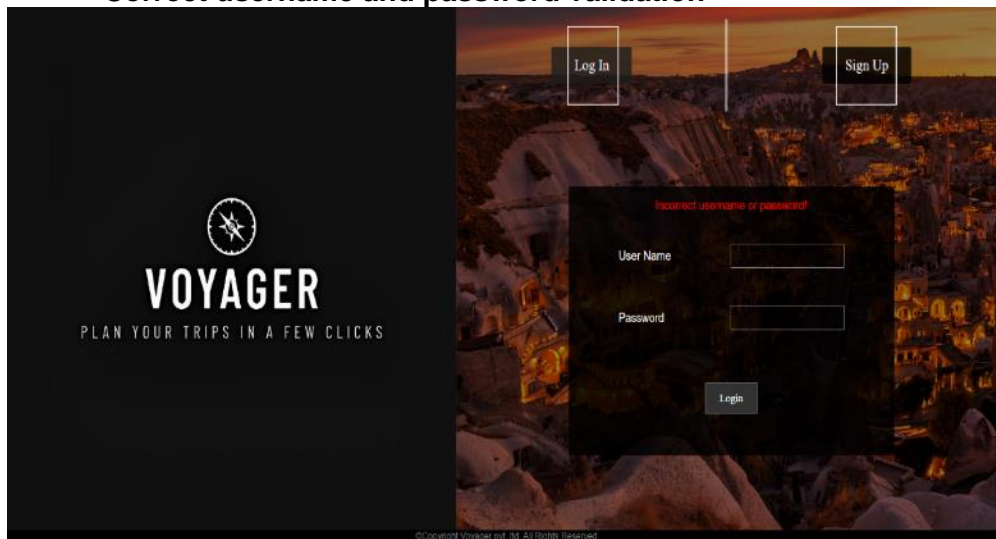 Correct username and password validation
Log In
Sign Up
Incorrect username or password!
User Name
VOYAGER
Password
PLAN YOUR TRIPS IN A FEW CLICKS
Login
©Copyright Voyager pvt. ltd. All Rights Reserved